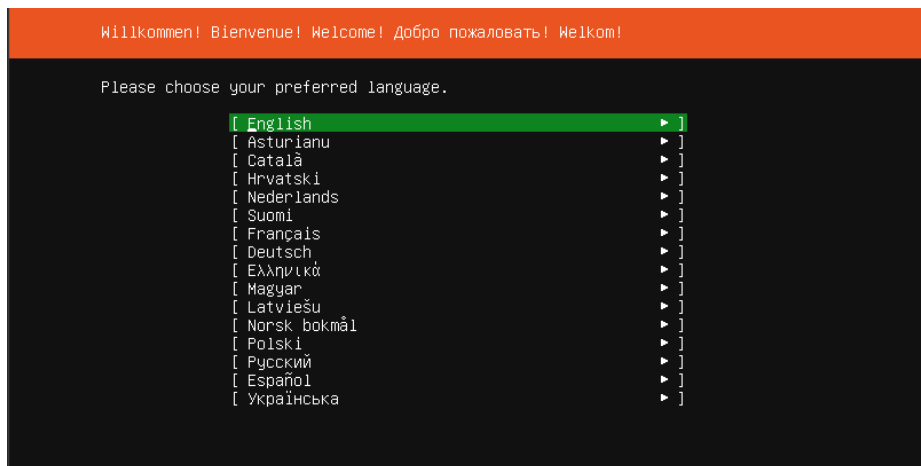 Willkommen! Bienvenue! Welcome! Добро пожаловать! Welkom!
Please choose your preferred language.
[ English ► ]
[ Asturianu ► ]
[ Català ► ]
[ Hrvatski ► ]
[ Nederlands ► ]
[ Suomi ► ]
[ Français ► ]
[ Deutsch ► ]
[ Ελληνικά ► ]
[ Magyar ► ]
[ Latviešu ► ]
[ Norsk bokmål ► ]
[ Polski ► ]
[ Русский ► ]
[ Español ► ]
[ Українська ► ]